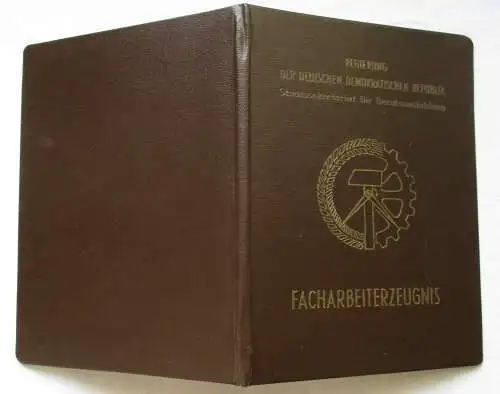 REGIERUNG
DER DEUTSCHEN DEMOKRATISCHEN REPUBLIK
Staatssekretariat für Berufsausbildung
FACHARBEITERZEUGNIS